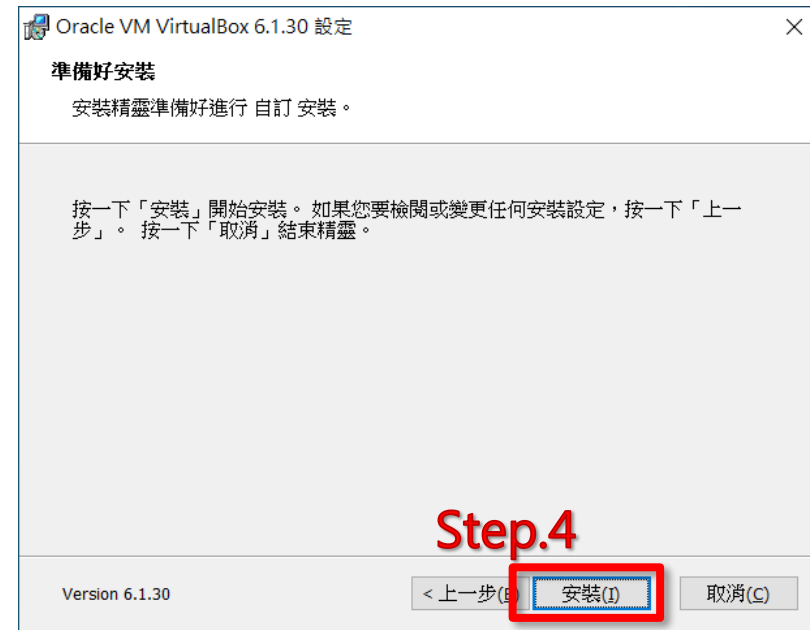 Oracle VM VirtualBox 6.1.30 設定
準備好安裝
安裝精靈準備好進行 自訂 安裝。
按一下「安裝」開始安裝。 如果您要檢閱或變更任何安裝設定，按一下「上一
步」。 按一下「取消」結束精靈。
Step.4
Version 6.1.30
< 上一步(B) 安裝(I) 取消(C)